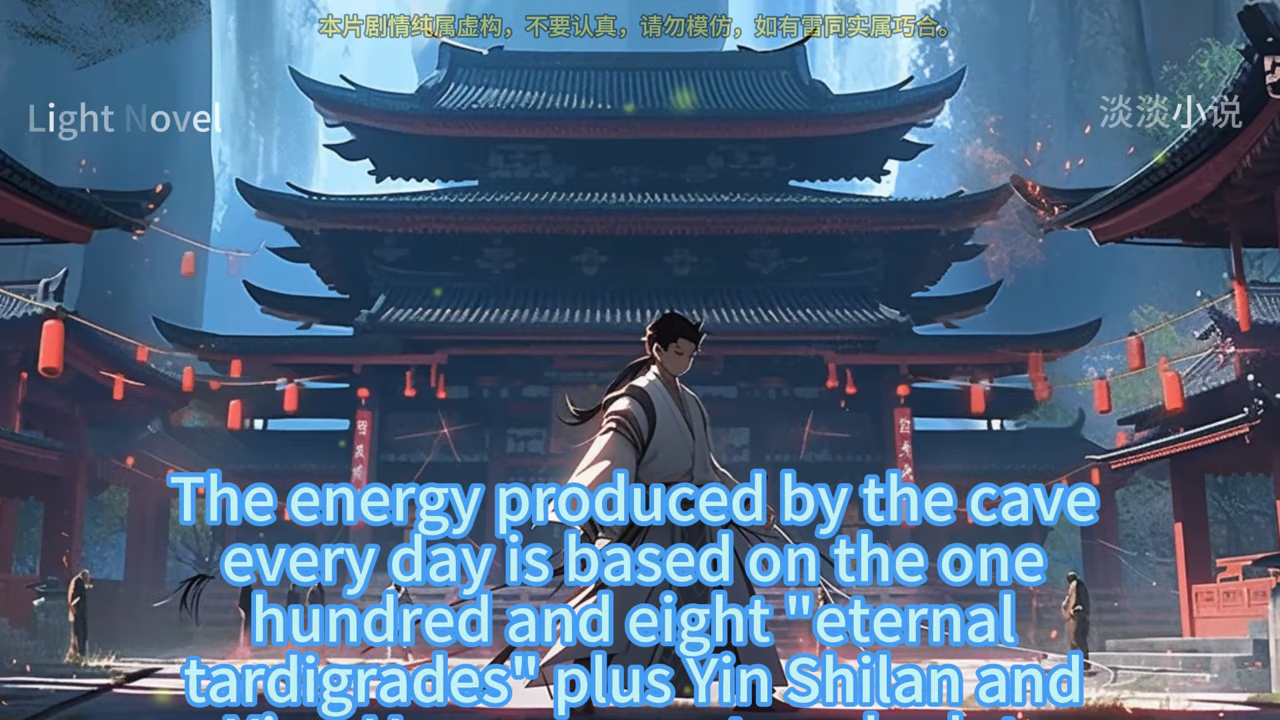 本片剧情纯属虚构，不要认真，请勿模仿，如有雷同实属巧合。
Light Novel
淡淡小说
The energy produced by the cave
every day is based on the one
hundred and eight "eternal
tardigrades" plus Yin Shilan and